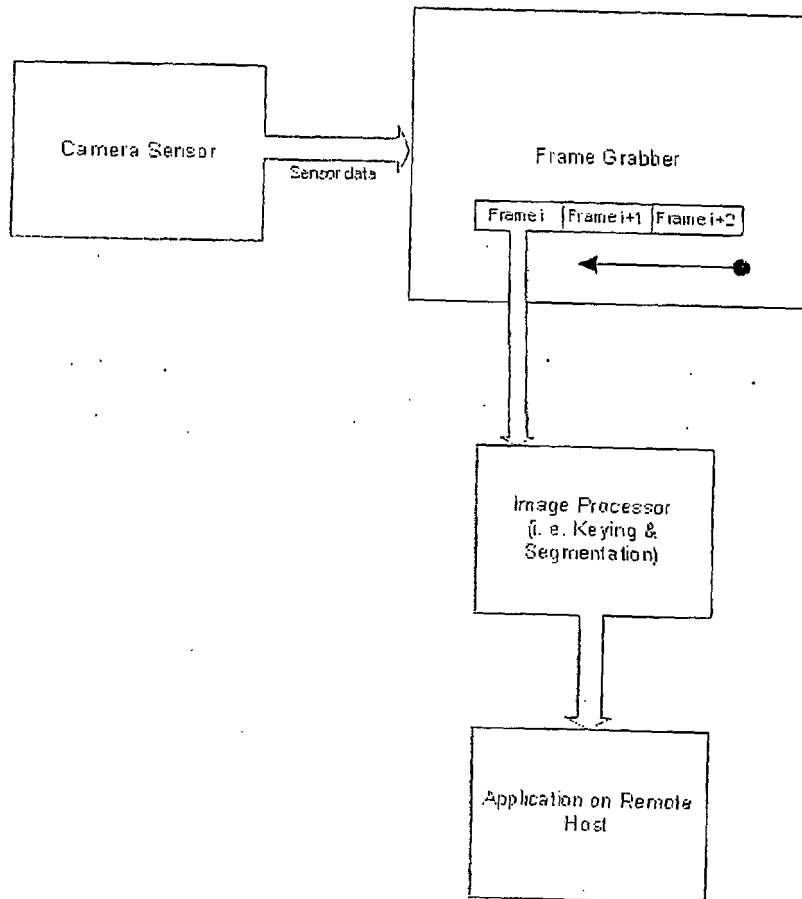 Camera Sensor
Sensor data
Frame Grabber
Frame i
Frame i+1
Frame i+2
Image Processor
(i. e. Keying &
Segmentation)
Application on Remote
Host